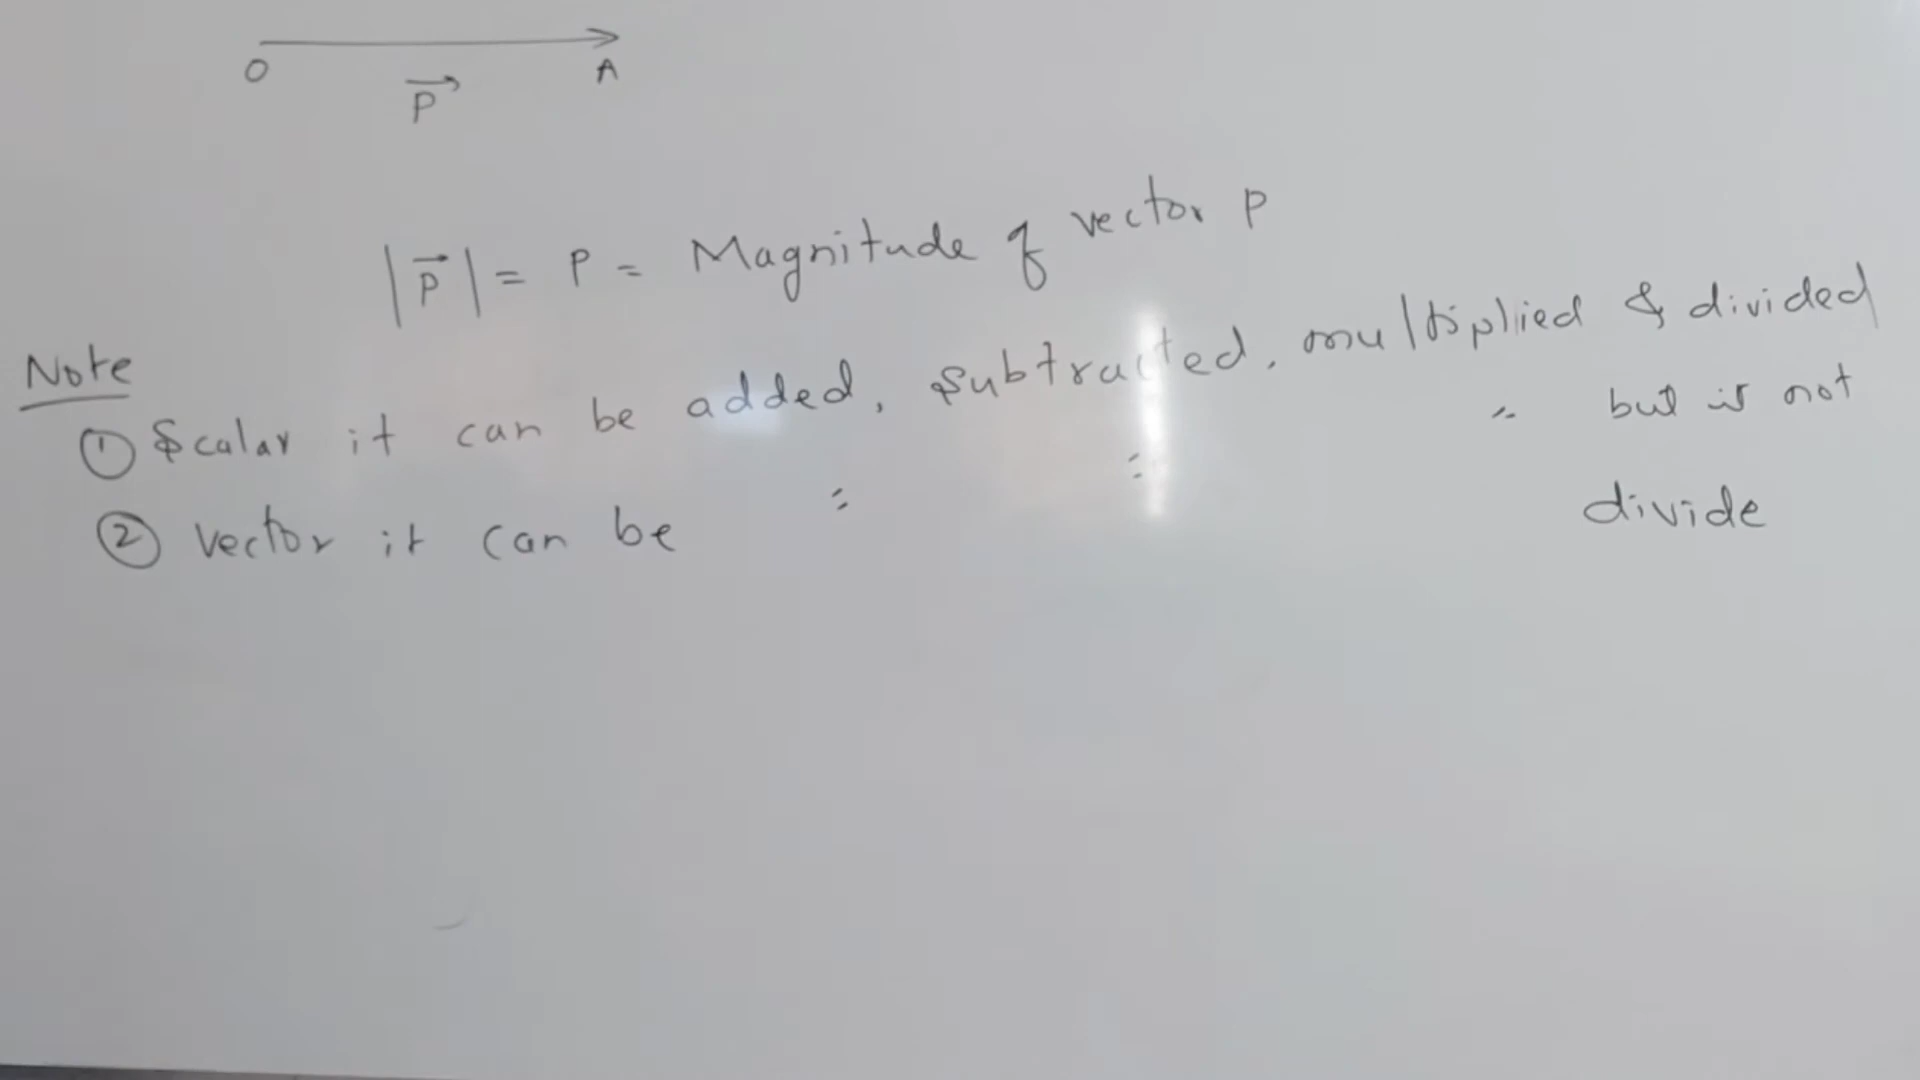 O A
P⃗
|P⃗| = P = Magnitude of vector P
Note
① Scalar it can be added, subtracted, multiplied & divided
② vector it can be = = " but is not
divide